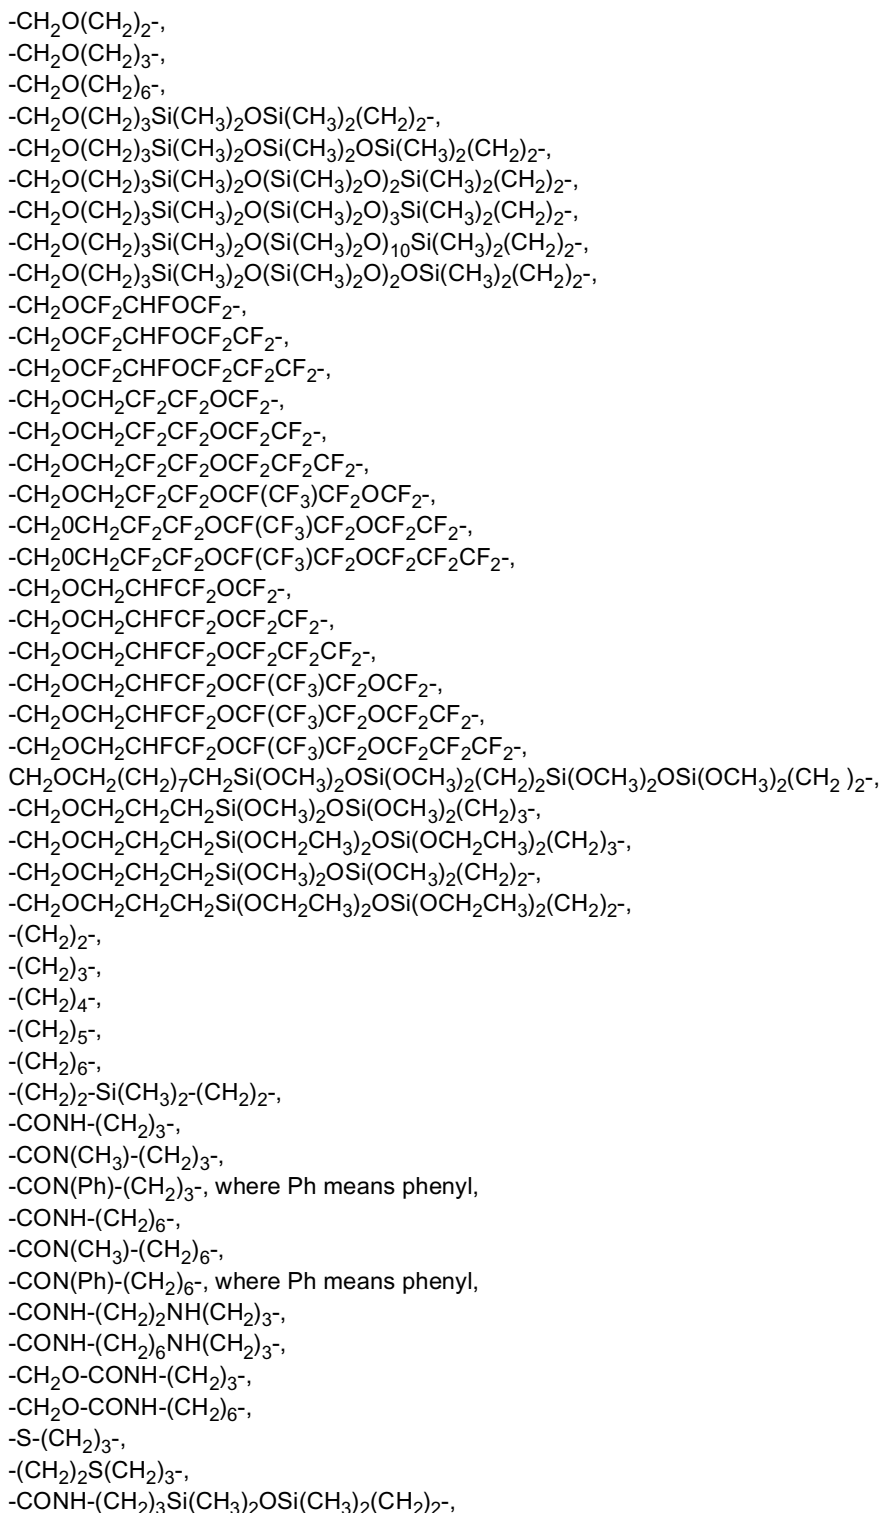 -CH₂O(CH₂)₂-,
-CH₂O(CH₂)₃-,
-CH₂O(CH₂)₆-,
-CH₂O(CH₂)₃Si(CH₃)₂OSi(CH₃)₂(CH₂)₂-,
-CH₂O(CH₂)₃Si(CH₃)₂OSi(CH₃)₂OSi(CH₃)₂(CH₂)₂-,
-CH₂O(CH₂)₃Si(CH₃)₂O(Si(CH₃)₂O)₂Si(CH₃)₂(CH₂)₂-,
-CH₂O(CH₂)₃Si(CH₃)₂O(Si(CH₃)₂O)₃Si(CH₃)₂(CH₂)₂-,
-CH₂O(CH₂)₃Si(CH₃)₂O(Si(CH₃)₂O)₁₀Si(CH₃)₂(CH₂)₂-,
-CH₂O(CH₂)₃Si(CH₃)₂O(Si(CH₃)₂O)₂OSi(CH₃)₂(CH₂)₂-,
-CH₂OCF₂CHFOCF₂-,
-CH₂OCF₂CHFOCF₂CF₂-,
-CH₂OCF₂CHFOCF₂CF₂CF₂-,
-CH₂OCH₂CF₂CF₂OCF₂-,
-CH₂OCH₂CF₂CF₂OCF₂CF₂-,
-CH₂OCH₂CF₂CF₂OCF₂CF₂CF₂-,
-CH₂OCH₂CF₂CF₂OCF(CF₃)CF₂OCF₂-,
-CH₂0CH₂CF₂CF₂OCF(CF₃)CF₂OCF₂CF₂-,
-CH₂0CH₂CF₂CF₂OCF(CF₃)CF₂OCF₂CF₂CF₂-,
-CH₂OCH₂CHFCF₂OCF₂-,
-CH₂OCH₂CHFCF₂OCF₂CF₂-,
-CH₂OCH₂CHFCF₂OCF₂CF₂CF₂-,
-CH₂OCH₂CHFCF₂OCF(CF₃)CF₂OCF₂-,
-CH₂OCH₂CHFCF₂OCF(CF₃)CF₂OCF₂CF₂-,
-CH₂OCH₂CHFCF₂OCF(CF₃)CF₂OCF₂CF₂CF₂-,
CH₂OCH₂(CH₂)₇CH₂Si(OCH₃)₂OSi(OCH₃)₂(CH₂)₂Si(OCH₃)₂OSi(OCH₃)₂(CH₂ )₂-,
-CH₂OCH₂CH₂CH₂Si(OCH₃)₂OSi(OCH₃)₂(CH₂)₃-,
-CH₂OCH₂CH₂CH₂Si(OCH₂CH₃)₂OSi(OCH₂CH₃)₂(CH₂)₃-,
-CH₂OCH₂CH₂CH₂Si(OCH₃)₂OSi(OCH₃)₂(CH₂)₂-,
-CH₂OCH₂CH₂CH₂Si(OCH₂CH₃)₂OSi(OCH₂CH₃)₂(CH₂)₂-,
-(CH₂)₂-,
-(CH₂)₃-,
-(CH₂)₄-,
-(CH₂)₅-,
-(CH₂)₆-,
-(CH₂)₂-Si(CH₃)₂-(CH₂)₂-,
-CONH-(CH₂)₃-,
-CON(CH₃)-(CH₂)₃-,
-CON(Ph)-(CH₂)₃-, where Ph means phenyl,
-CONH-(CH₂)₆-,
-CON(CH₃)-(CH₂)₆-,
-CON(Ph)-(CH₂)₆-, where Ph means phenyl,
-CONH-(CH₂)₂NH(CH₂)₃-,
-CONH-(CH₂)₆NH(CH₂)₃-,
-CH₂O-CONH-(CH₂)₃-,
-CH₂O-CONH-(CH₂)₆-,
-S-(CH₂)₃-,
-(CH₂)₂S(CH₂)₃-,
-CONH-(CH₂)₃Si(CH₃)₂OSi(CH₃)₂(CH₂)₂-,